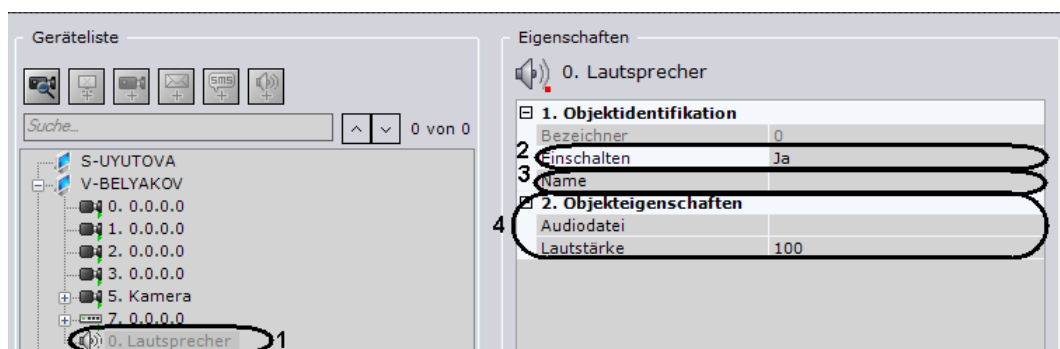 Geräteliste
sms
Suche...
0 von 0
S-UYUTOVA
V-BELYAKOV
0. 0.0.0.0
1. 0.0.0.0
2. 0.0.0.0
3. 0.0.0.0
5. Kamera
7. 0.0.0.0
0. Lautsprecher 1
Eigenschaften
0. Lautsprecher
1. Objektidentifikation
Bezeichner 0
2 Einschalten Ja
3 Name
2. Objekteigenschaften
4 Audiodatei
Lautstärke 100